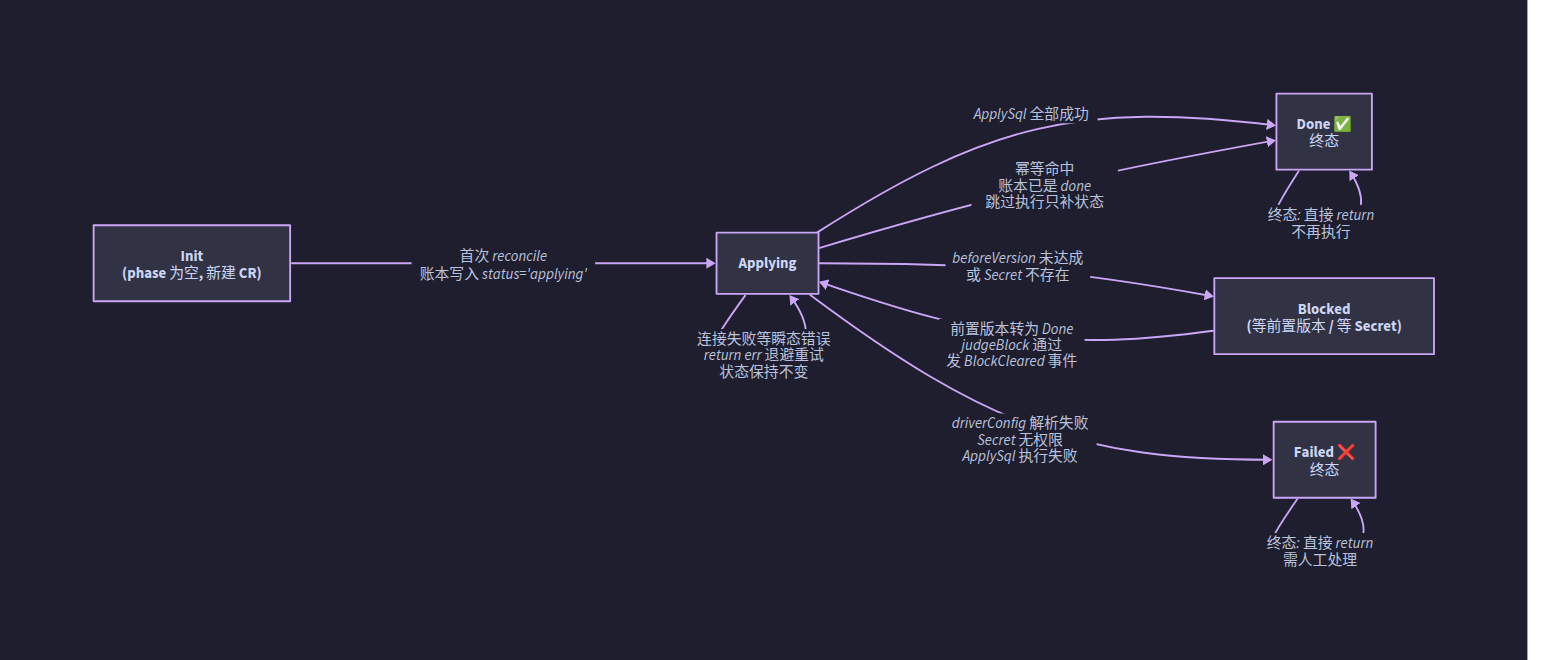 Init
(phase 为空, 新建 CR)
首次 reconcile
账本写入 status='applying'
Applying
连接失败等瞬态错误
return err 退避重试
状态保持不变
ApplySql 全部成功
幂等命中
账本已是 done
跳过执行只补状态
beforeVersion 未达成
或 Secret 不存在
前置版本转为 Done
judgeBlock 通过
发 BlockCleared 事件
driverConfig 解析失败
Secret 无权限
ApplySql 执行失败
Done ✅
终态
终态: 直接 return
不再执行
Blocked
(等前置版本 / 等 Secret)
Failed ❌
终态
终态: 直接 return
需人工处理